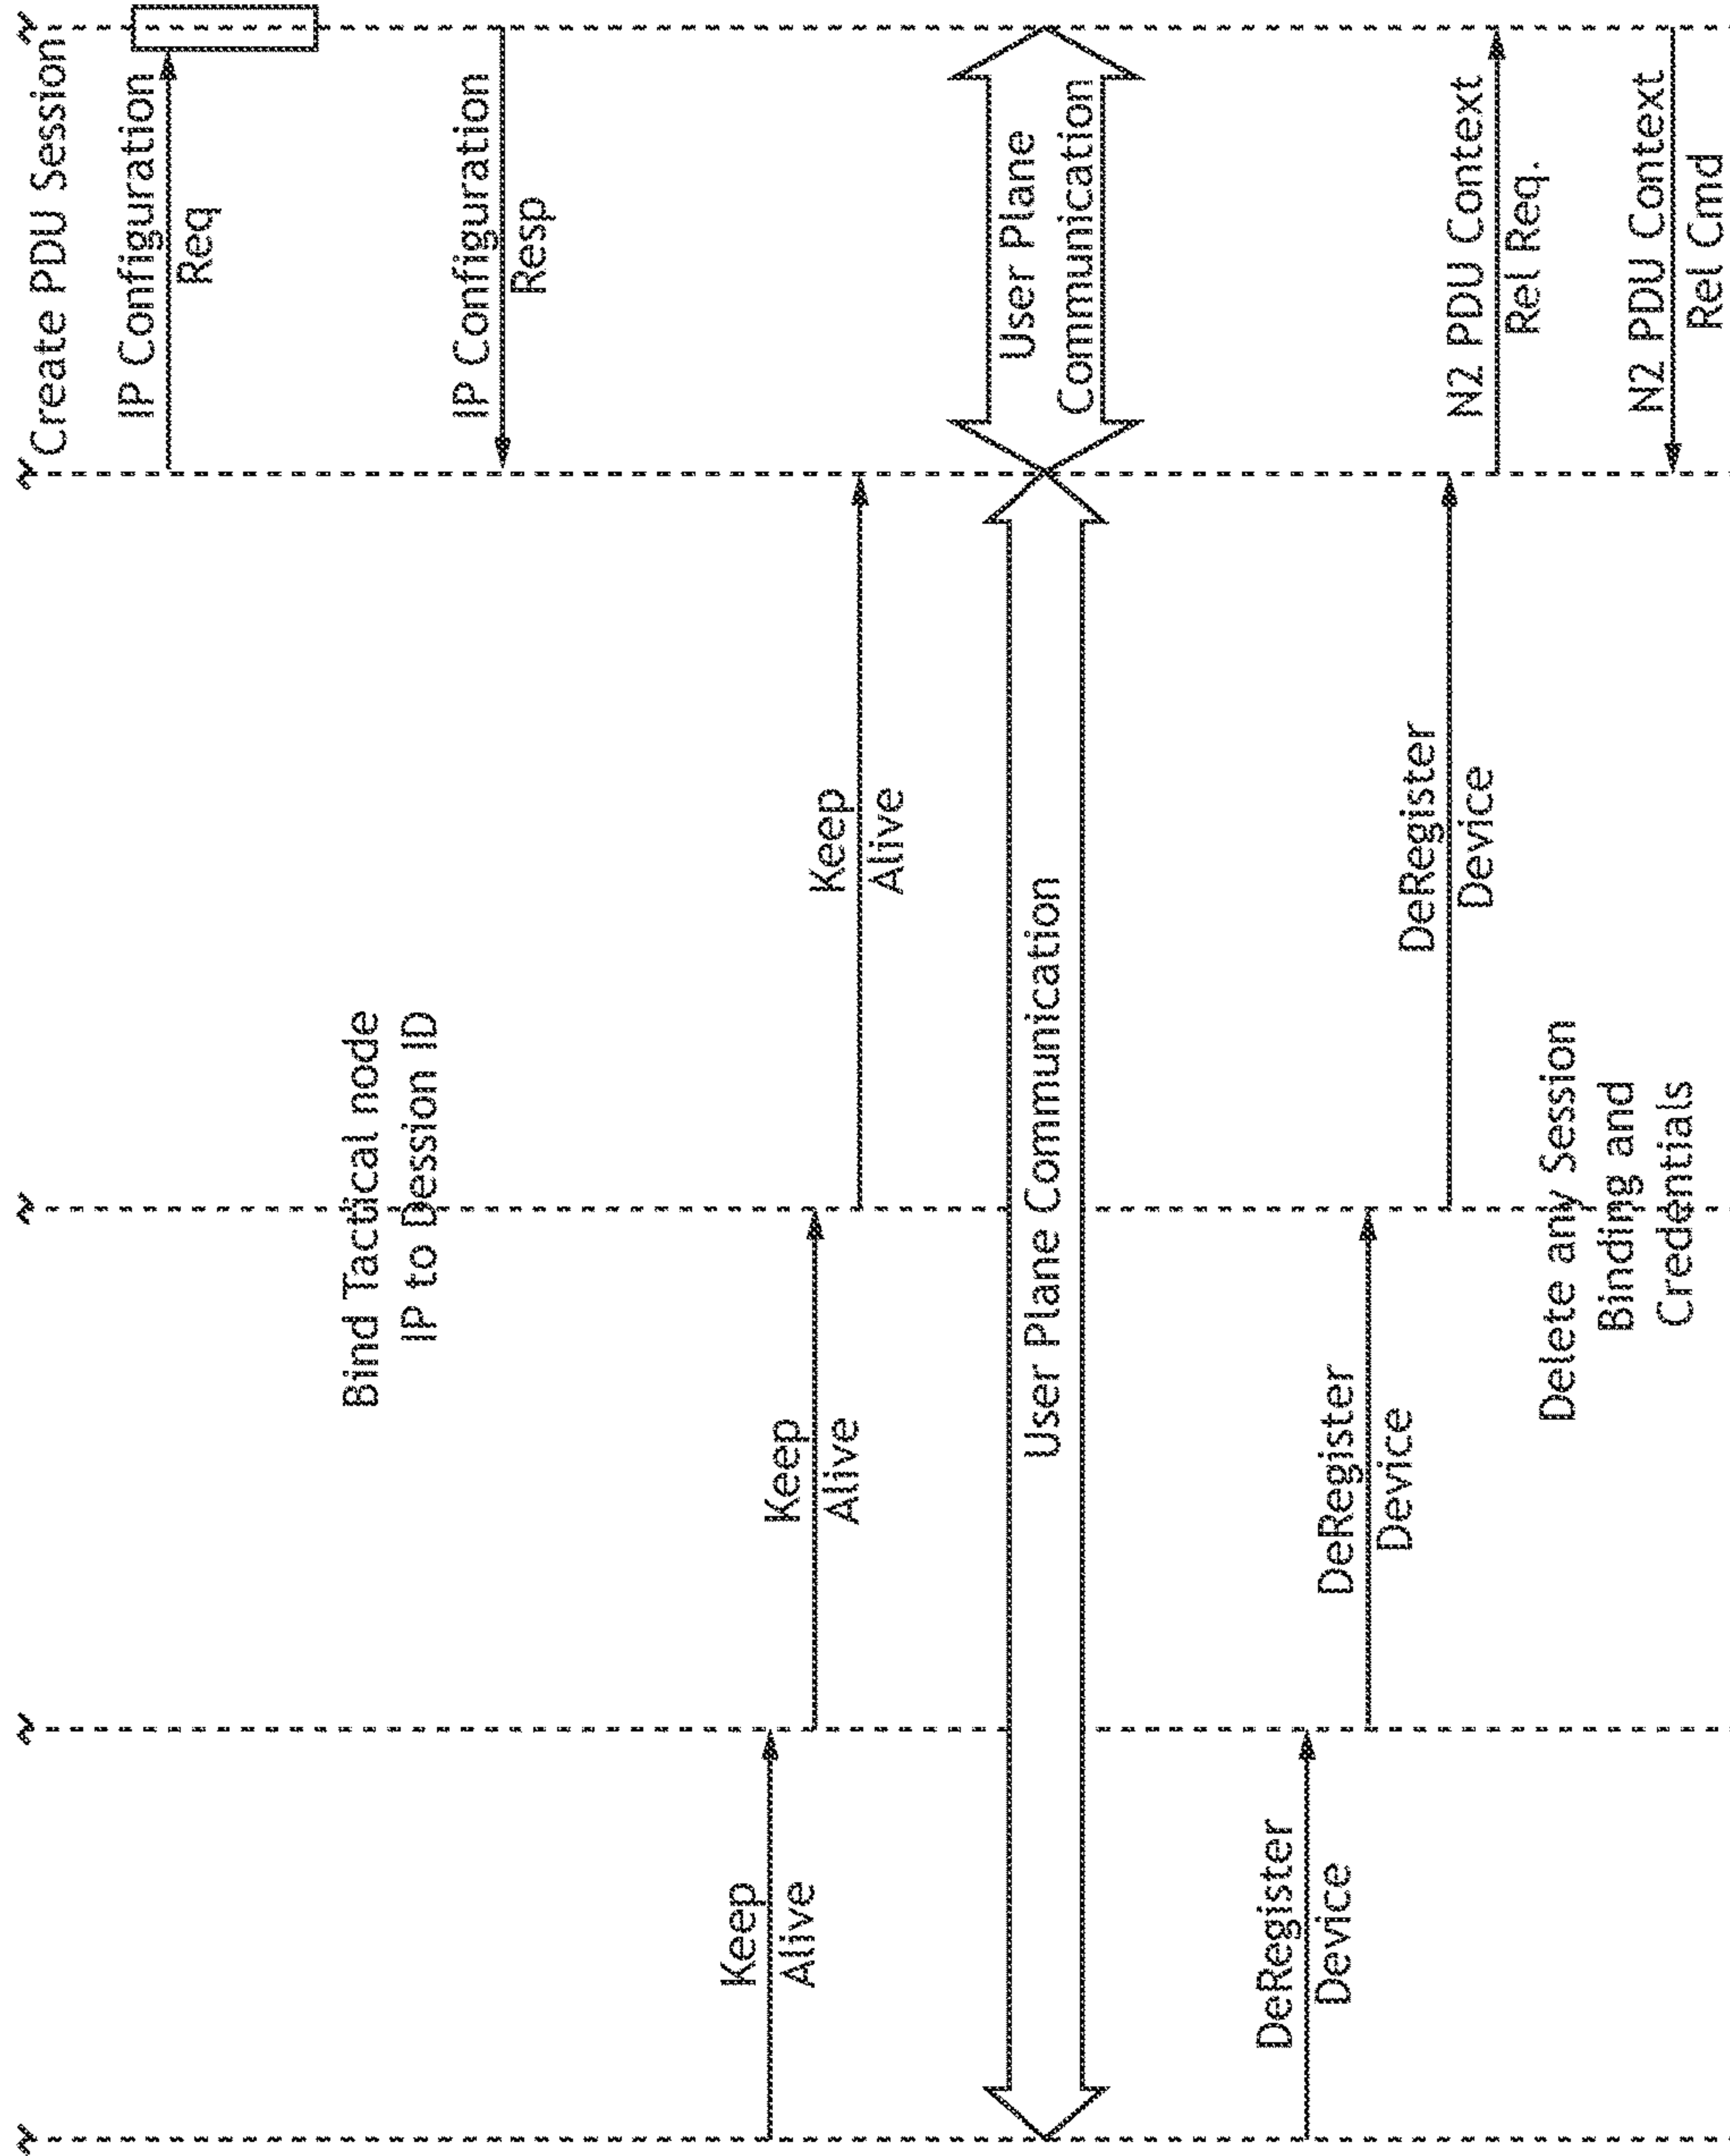 Create PDU Session
IP Configuration
Req
Bind Tactical node
IP to Dession ID
IP Configuration
Resp
Keep
Alive
Keep
Alive
Keep
Alive
User Plane Communication
User Plane
Communication
DeRegister
Device
DeRegister
Device
DeRegister
Device
N2 PDU Context
Rel Req.
Delete any Session
Binding and
Credentials
N2 PDU Context
Rel Cmd